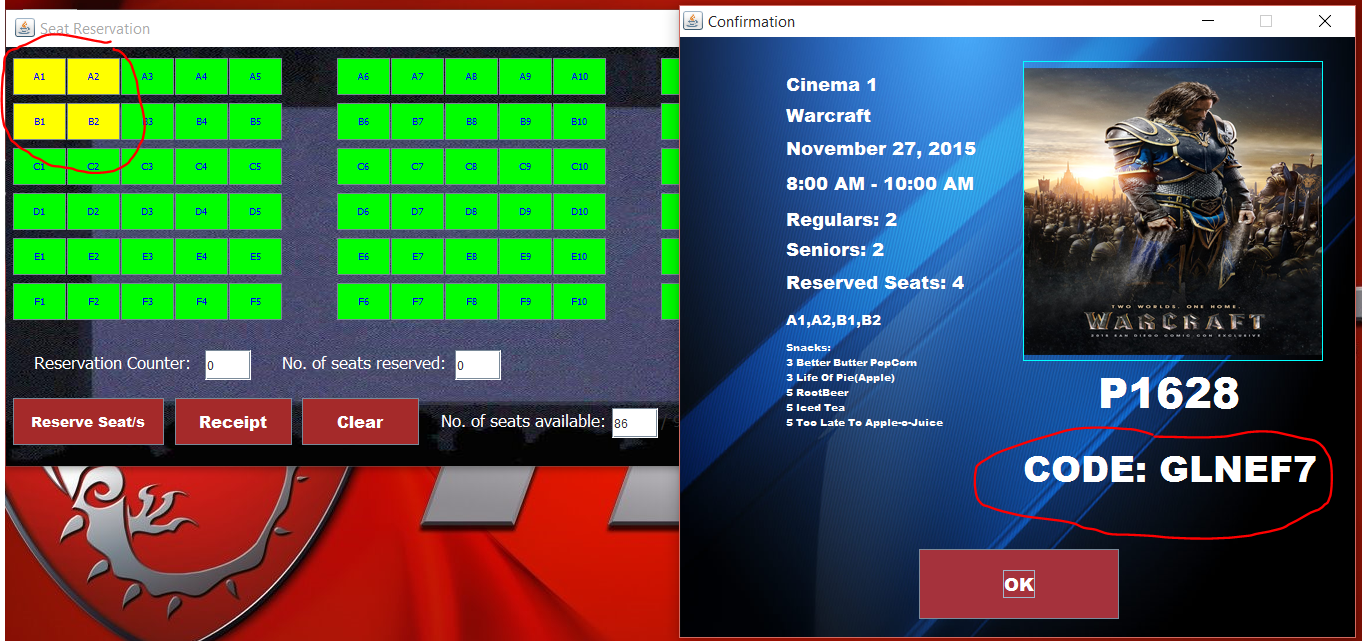 Seat Reservation
A1 A2 A3 A4 A5 A6 A7 A8 A9 A10
B1 B2 B3 B4 B5 B6 B7 B8 B9 B10
C1 C2 C3 C4 C5 C6 C7 C8 C9 C10
D1 D2 D3 D4 D5 D6 D7 D8 D9 D10
E1 E2 E3 E4 E5 E6 E7 E8 E9 E10
F1 F2 F3 F4 F5 F6 F7 F8 F9 F10
Reservation Counter: 0 No. of seats reserved: 0
Reserve Seat/s Receipt Clear No. of seats available: 86 /
Confirmation
Cinema 1
Warcraft
November 27, 2015
8:00 AM - 10:00 AM
Regulars: 2
Seniors: 2
Reserved Seats: 4
A1,A2,B1,B2
Snacks:
3 Better Butter PopCorn
3 Life Of Pie(Apple)
5 RootBeer
5 Iced Tea
5 Too Late To Apple-o-Juice
TWO WORLDS. ONE HOME.
WARCRAFT
2015 SAN DIEGO COMIC-CON EXCLUSIVE
P1628
CODE: GLNEF7
OK